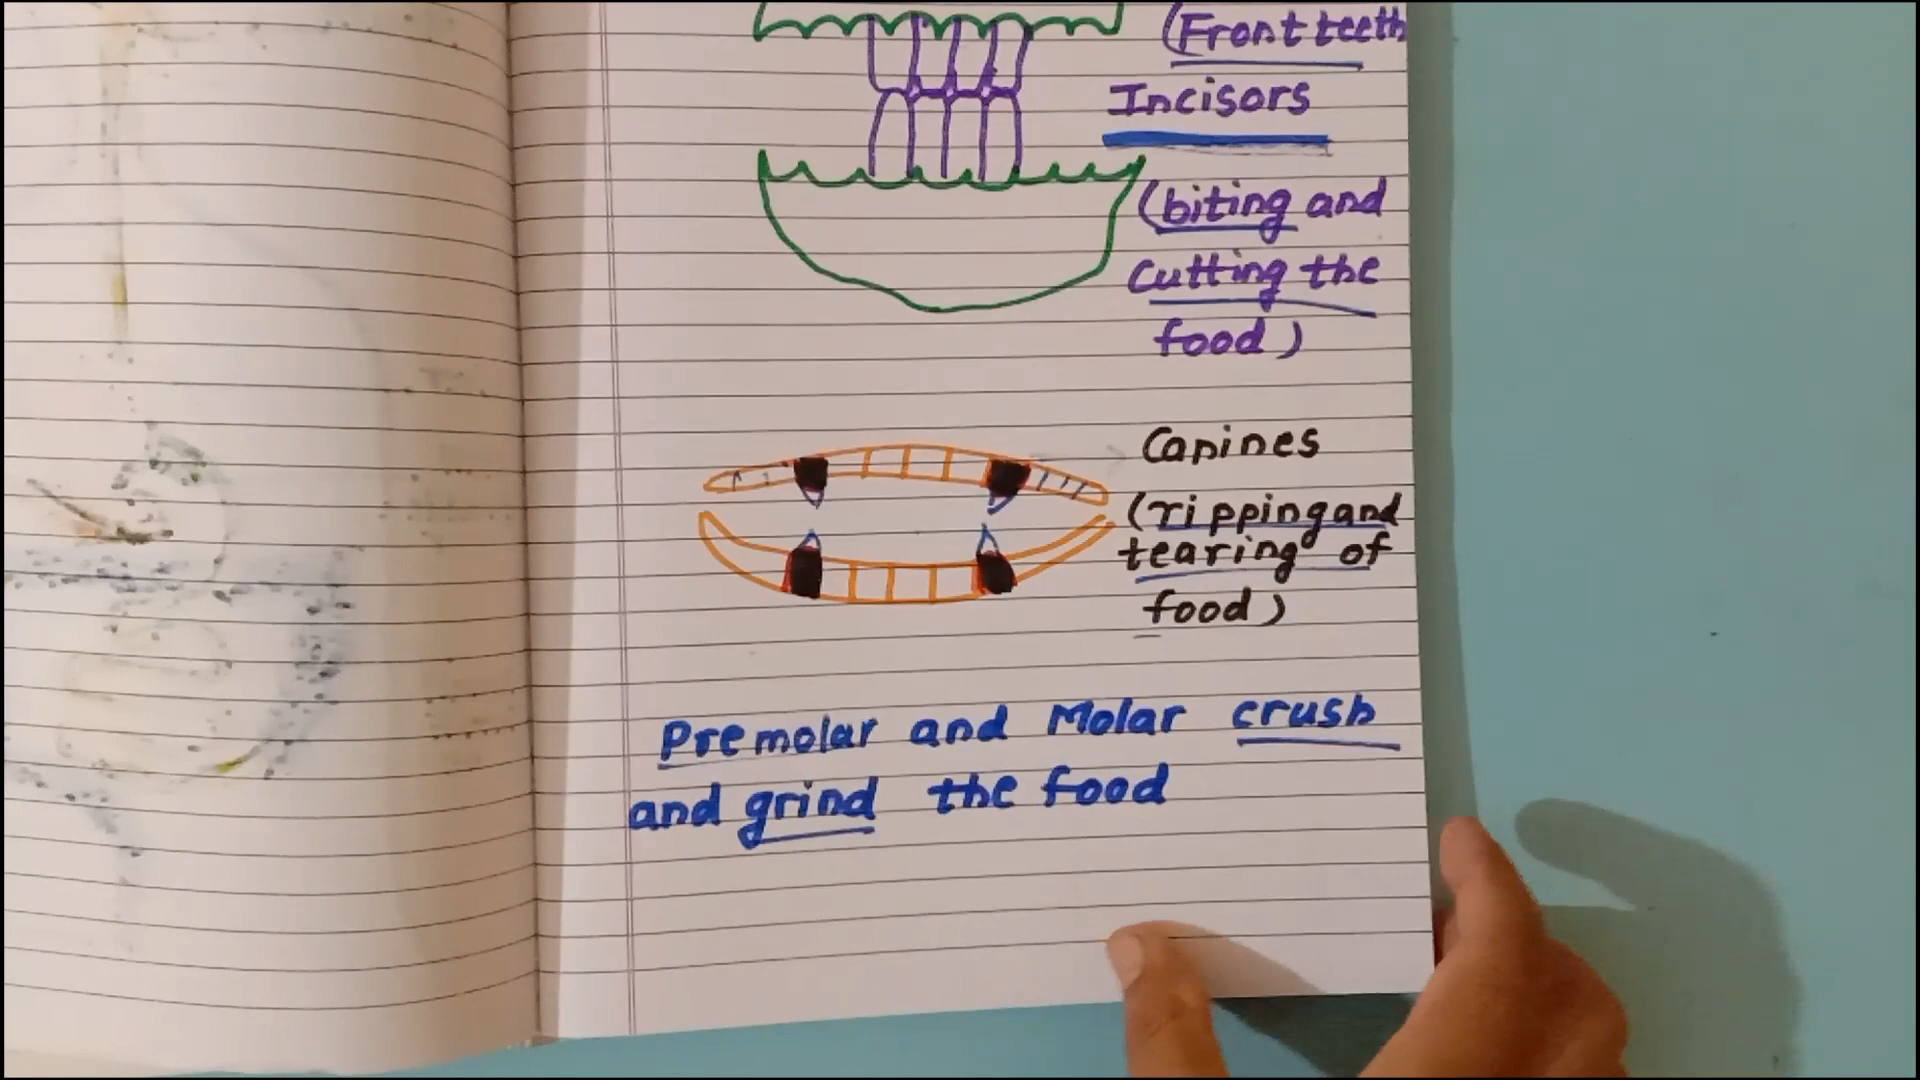 (Front teeth
Incisors
(biting and
Cutting the
food)
Canines
(ripping and
tearing of
food)
Premolar and Molar crush
and grind the food